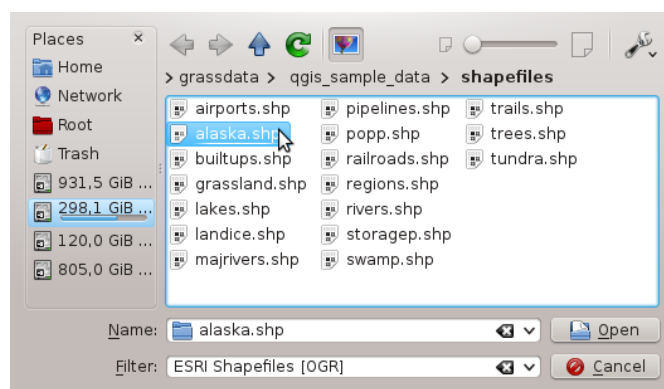 Places ×
Home
Network
Root
Trash
931,5 GiB ...
298,1 GiB ...
120,0 GiB ...
805,0 GiB ...
> grassdata > qgis_sample_data > shapefiles
airports.shp
alaska.shp
builtups.shp
grassland.shp
lakes.shp
landice.shp
majrivers.shp
pipelines.shp
popp.shp
railroads.shp
regions.shp
rivers.shp
storagep.shp
swamp.shp
trails.shp
trees.shp
tundra.shp
Name: alaska.shp Open
Filter: ESRI Shapefiles [OGR] Cancel